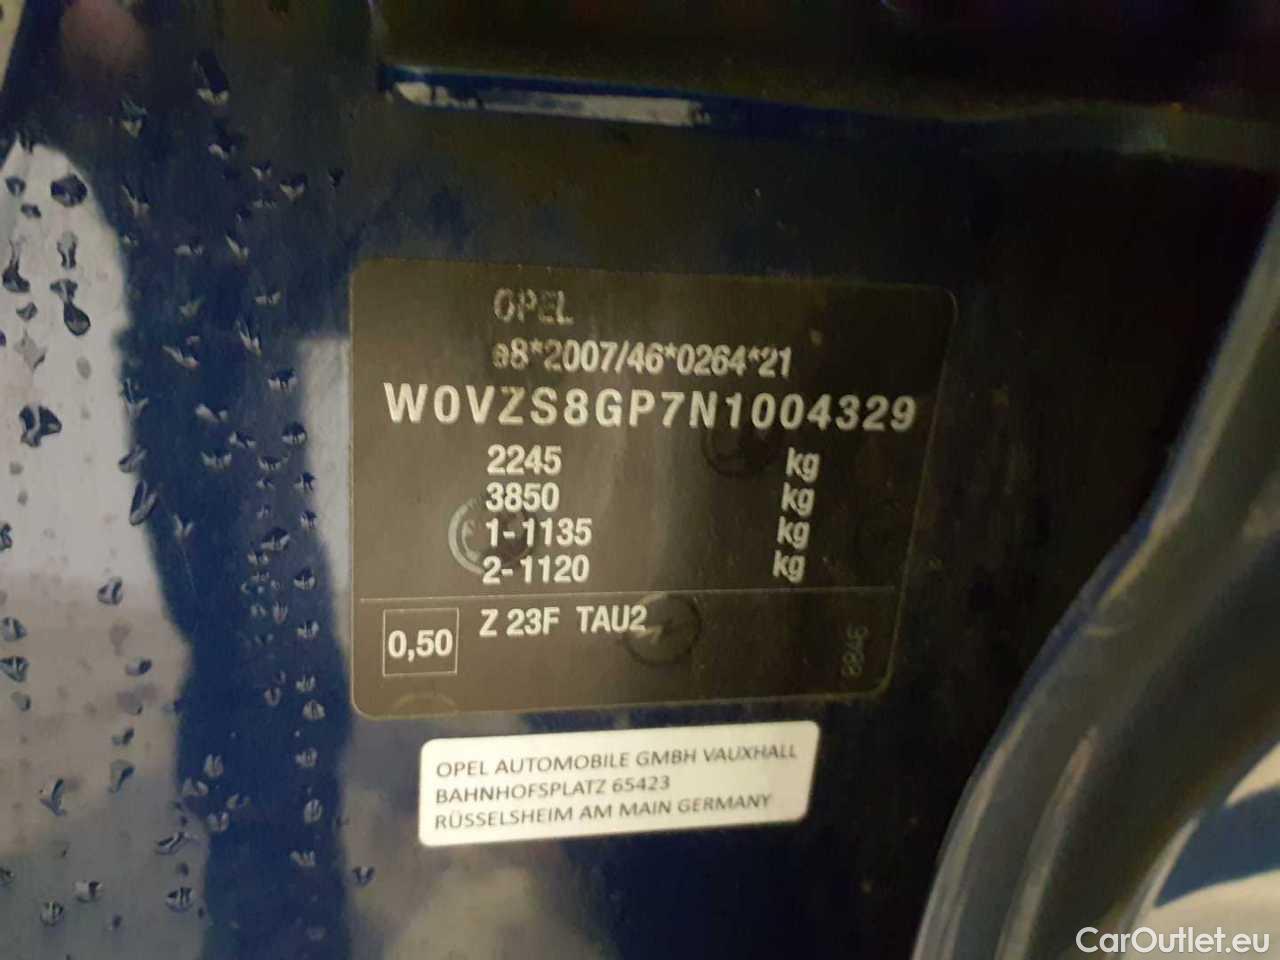 OPEL
e8*2007/46*0264*21
W0VZS8GP7N1004329
2245 kg
3850 kg
1-1135 kg
2-1120 kg
0,50
Z 23F TAU2
8846
OPEL AUTOMOBILE GMBH VAUXHALL
BAHNHOFSPLATZ 65423
RÜSSELSHEIM AM MAIN GERMANY
CarOutlet.eu